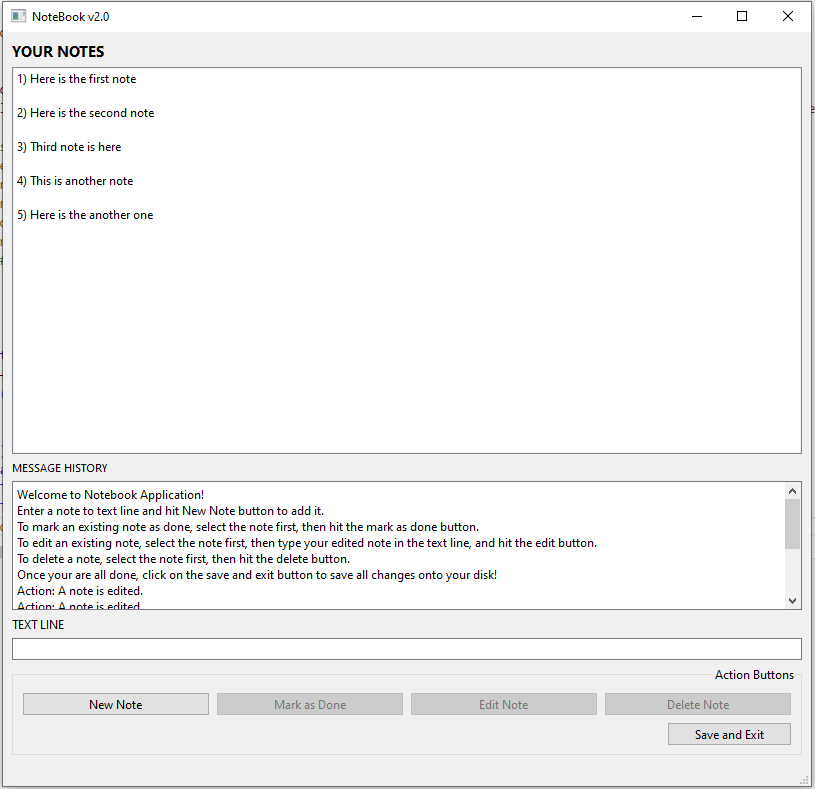 NoteBook v2.0
YOUR NOTES
1) Here is the first note
2) Here is the second note
3) Third note is here
4) This is another note
5) Here is the another one
MESSAGE HISTORY
Welcome to Notebook Application!
Enter a note to text line and hit New Note button to add it.
To mark an existing note as done, select the note first, then hit the mark as done button.
To edit an existing note, select the note first, then type your edited note in the text line, and hit the edit button.
To delete a note, select the note first, then hit the delete button.
Once your are all done, click on the save and exit button to save all changes onto your disk!
Action: A note is edited.
Action: A note is edited
TEXT LINE
Action Buttons
New Note Mark as Done Edit Note Delete Note
Save and Exit